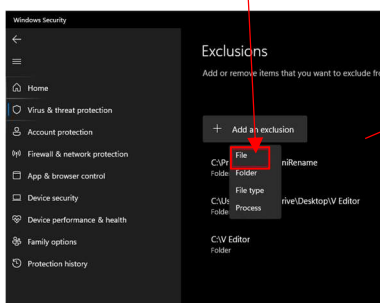 Windows Security
Exclusions
Add or remove items that you want to exclude fro
Home
Virus & threat protection
Account protection
Firewall & network protection
App & browser control
Device security
Device performance & health
Family options
Protection history
+ Add an exclusion
File
Folder
File type
Process
C:\Pr niRename
Folde
C:\Us rive\Desktop\V Editor
Folde
C:\V Editor
Folder